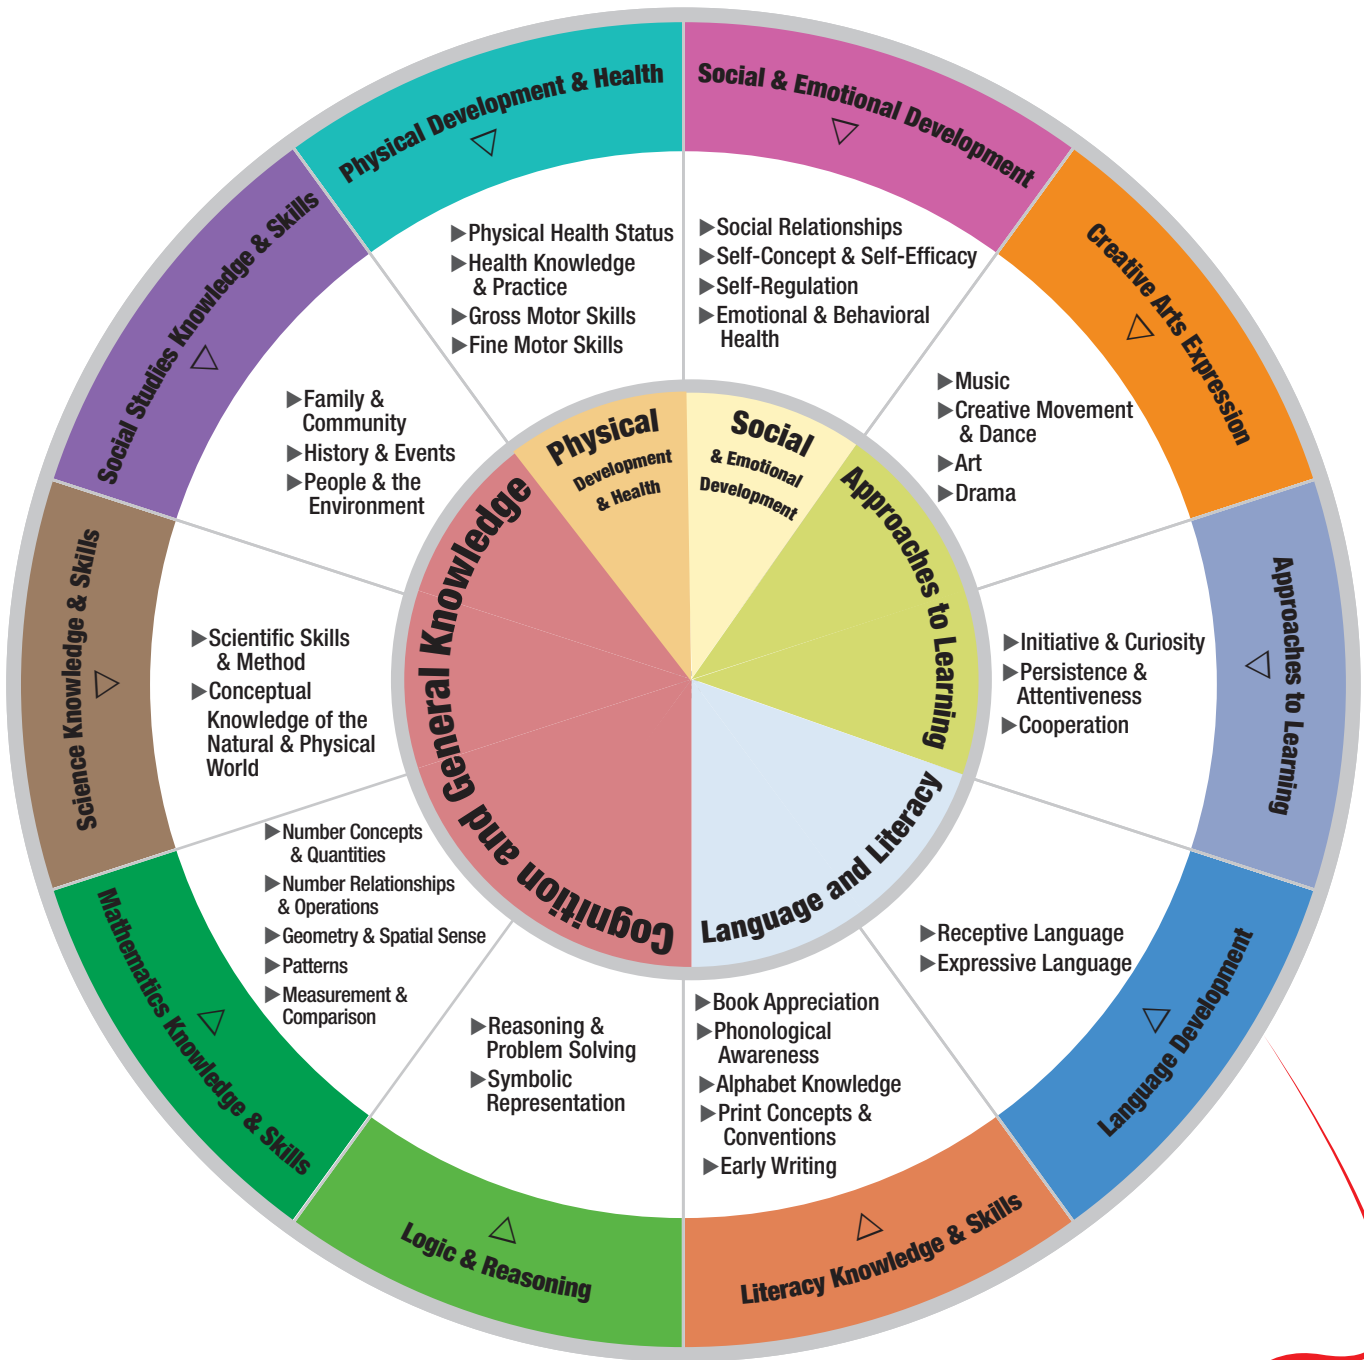 Physical Development & Health
▶Physical Health Status
▶Health Knowledge
& Practice
▶Gross Motor Skills
▶Fine Motor Skills
Social & Emotional Development
▶Social Relationships
▶Self-Concept & Self-Efficacy
▶Self-Regulation
▶Emotional & Behavioral
Health
Creative Arts Expression
▶Music
▶Creative Movement
& Dance
▶Art
▶Drama
Approaches to Learning
▶Initiative & Curiosity
▶Persistence &
Attentiveness
▶Cooperation
Language Development
▶Receptive Language
▶Expressive Language
Literacy Knowledge & Skills
▶Book Appreciation
▶Phonological
Awareness
▶Alphabet Knowledge
▶Print Concepts &
Conventions
▶Early Writing
Logic & Reasoning
▶Reasoning &
Problem Solving
▶Symbolic
Representation
Mathematics Knowledge & Skills
▶Number Concepts
& Quantities
▶Number Relationships
& Operations
▶Geometry & Spatial Sense
▶Patterns
▶Measurement &
Comparison
Science Knowledge & Skills
▶Scientific Skills
& Method
▶Conceptual
Knowledge of the
Natural & Physical
World
Social Studies Knowledge & Skills
▶Family &
Community
▶History & Events
▶People & the
Environment
Physical
Development
& Health
Social
& Emotional
Development
Approaches to Learning
Language and Literacy
Cognition and General Knowledge